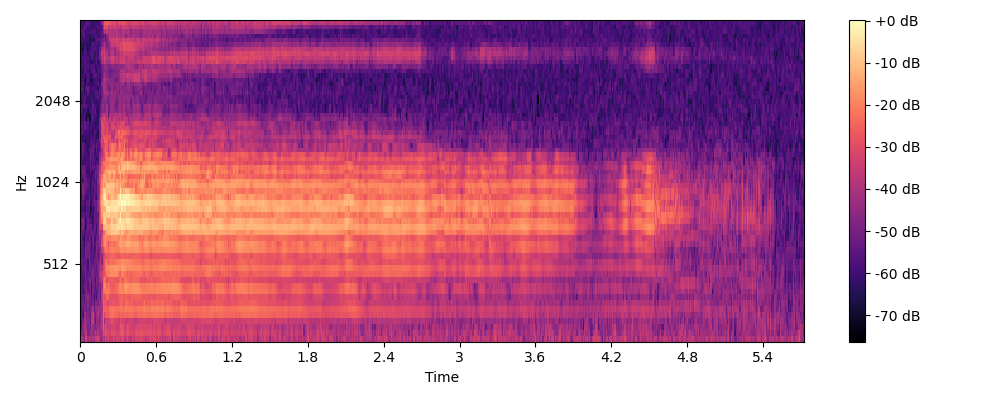 2048
1024
512
Hz
0 0.6 1.2 1.8 2.4 3 3.6 4.2 4.8 5.4
Time
+0 dB
-10 dB
-20 dB
-30 dB
-40 dB
-50 dB
-60 dB
-70 dB